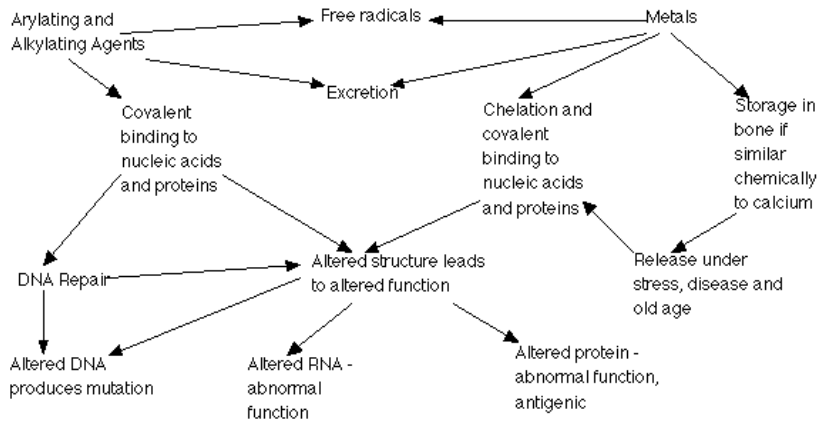 Arylating and
Alkylating Agents
Free radicals
Metals
Excretion
Covalent
binding to
nucleic acids
and proteins
Chelation and
covalent
binding to
nucleic acids
and proteins
Storage in
bone if
similar
chemically
to calcium
DNA Repair
Altered structure leads
to altered function
Release under
stress, disease and
old age
Altered DNA
produces mutation
Altered RNA -
abnormal
function
Altered protein -
abnormal function,
antigenic